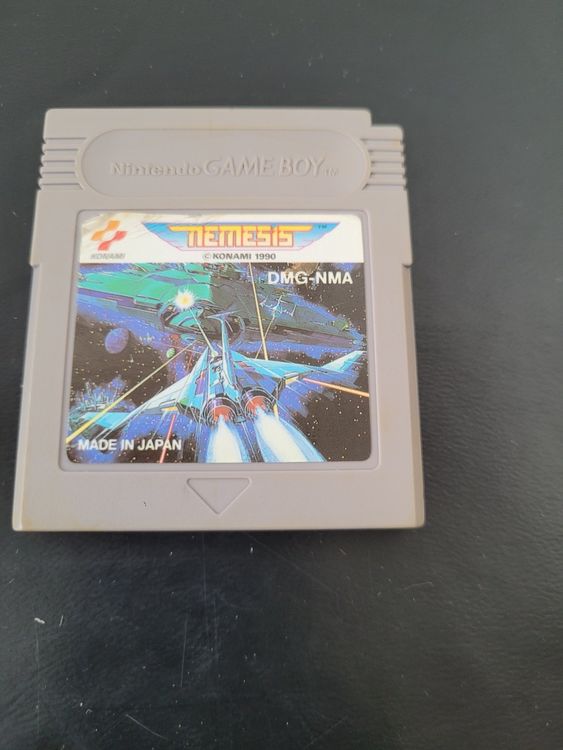 Nintendo GAME BOY TM
KONAMI
NEMESIS TM
© KONAMI 1990
DMG-NMA
MADE IN JAPAN